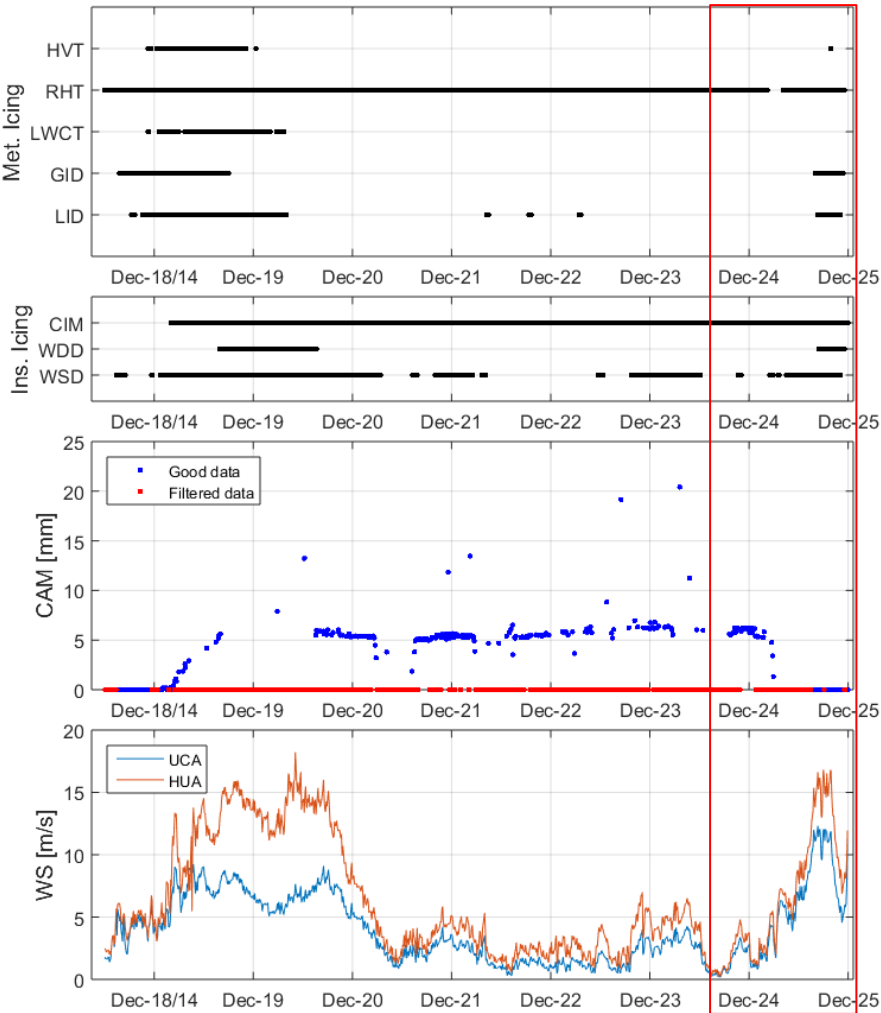 Met. Icing
HVT
RHT
LWCT
GID
LID
Dec-18/14 Dec-19 Dec-20 Dec-21 Dec-22 Dec-23 Dec-24 Dec-25
Ins. Icing
CIM
WDD
WSD
Dec-18/14 Dec-19 Dec-20 Dec-21 Dec-22 Dec-23 Dec-24 Dec-25
CAM [mm]
25
20
15
10
5
0
Good data
Filtered data
Dec-18/14 Dec-19 Dec-20 Dec-21 Dec-22 Dec-23 Dec-24 Dec-25
WS [m/s]
20
15
10
5
0
UCA
HUA
Dec-18/14 Dec-19 Dec-20 Dec-21 Dec-22 Dec-23 Dec-24 Dec-25